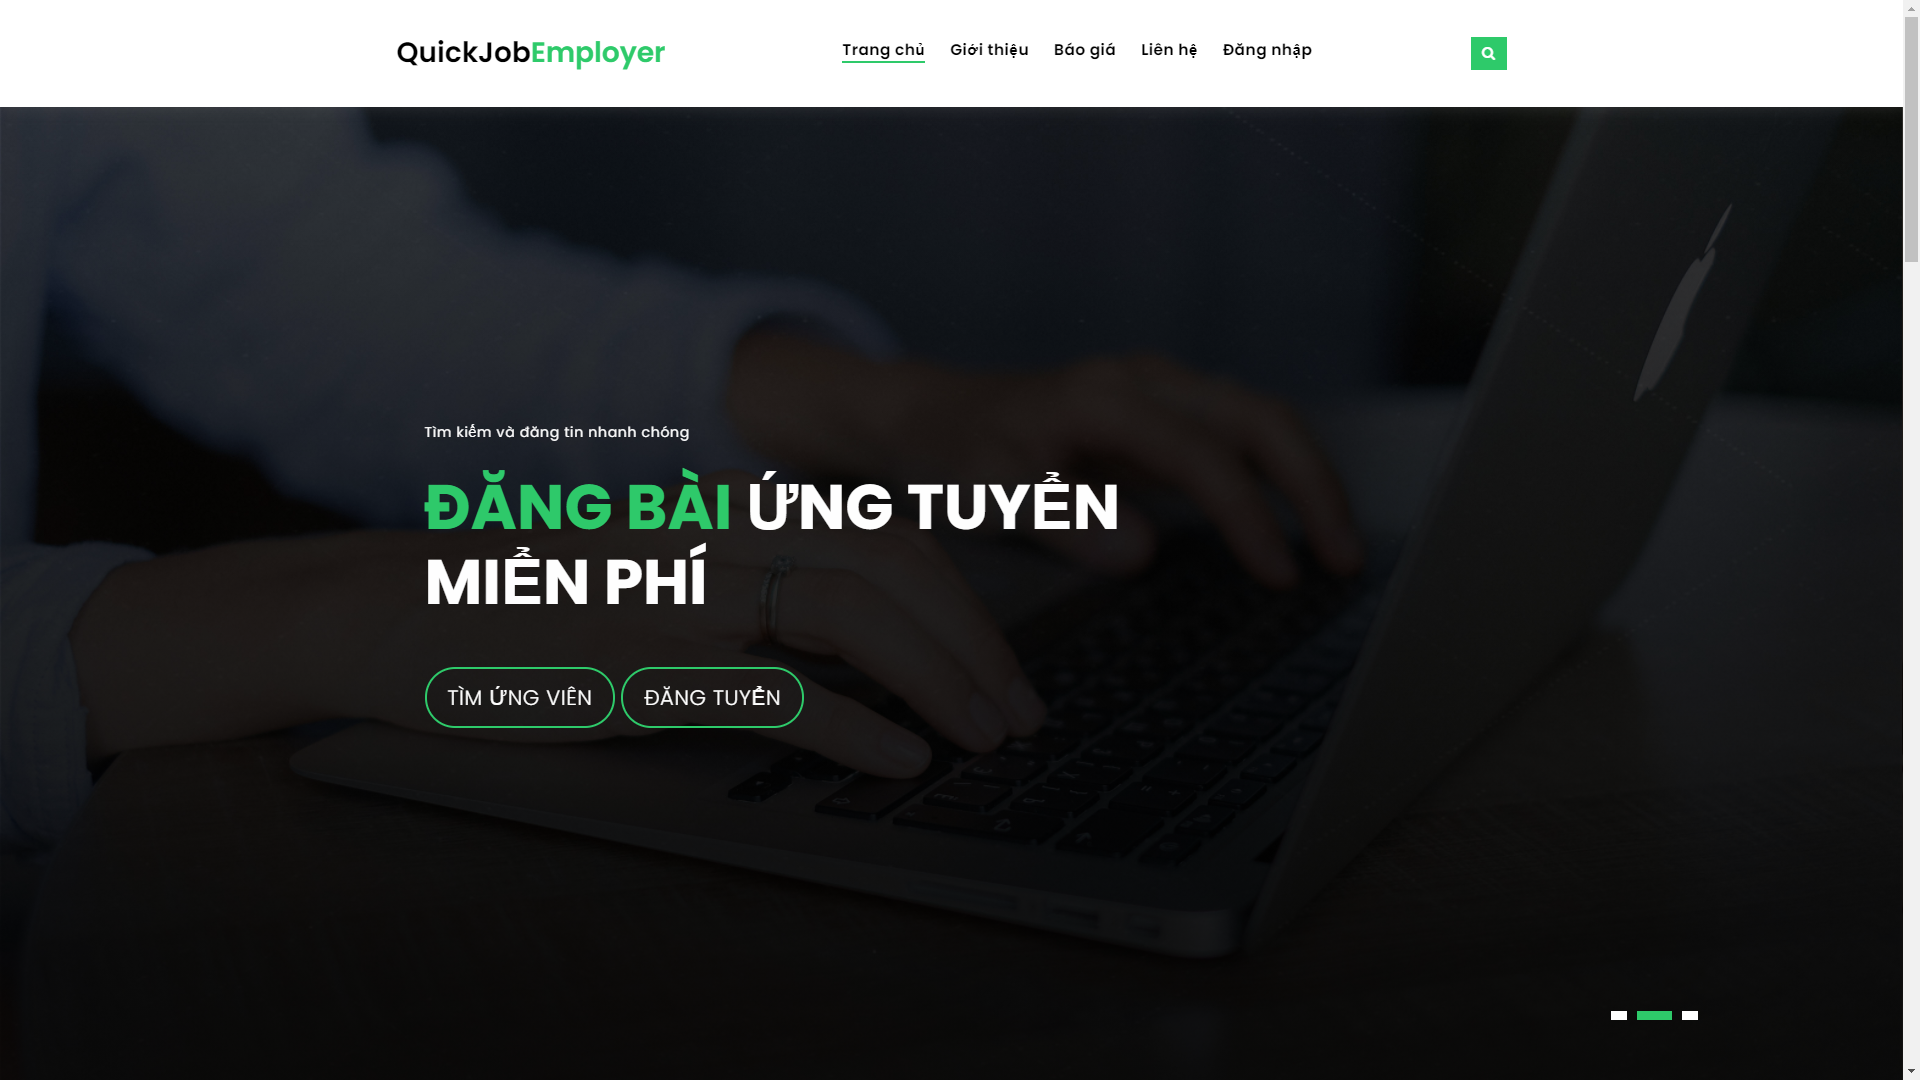 QuickJobEmployer
Trang chủ Giới thiệu Báo giá Liên hệ Đăng nhập
Tìm kiếm và đăng tin nhanh chóng
ĐĂNG BÀI ỨNG TUYỂN
MIỂN PHÍ
TÌM ỨNG VIÊN ĐĂNG TUYỂN